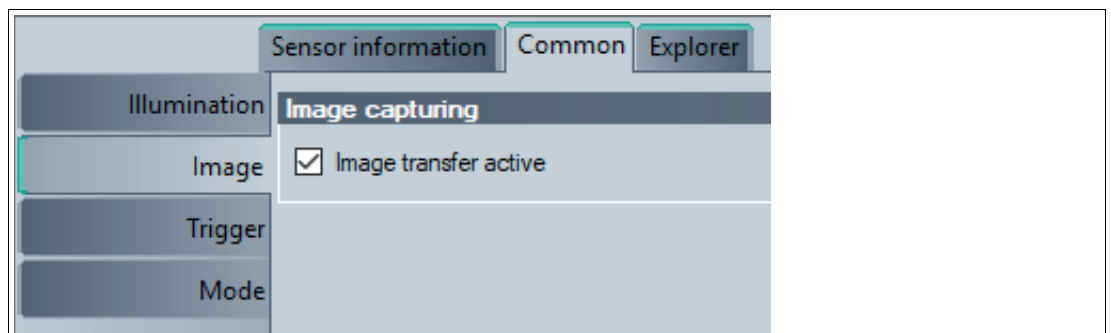 Sensor information Common Explorer
Illumination
Image capturing
Image
Image transfer active
Trigger
Mode